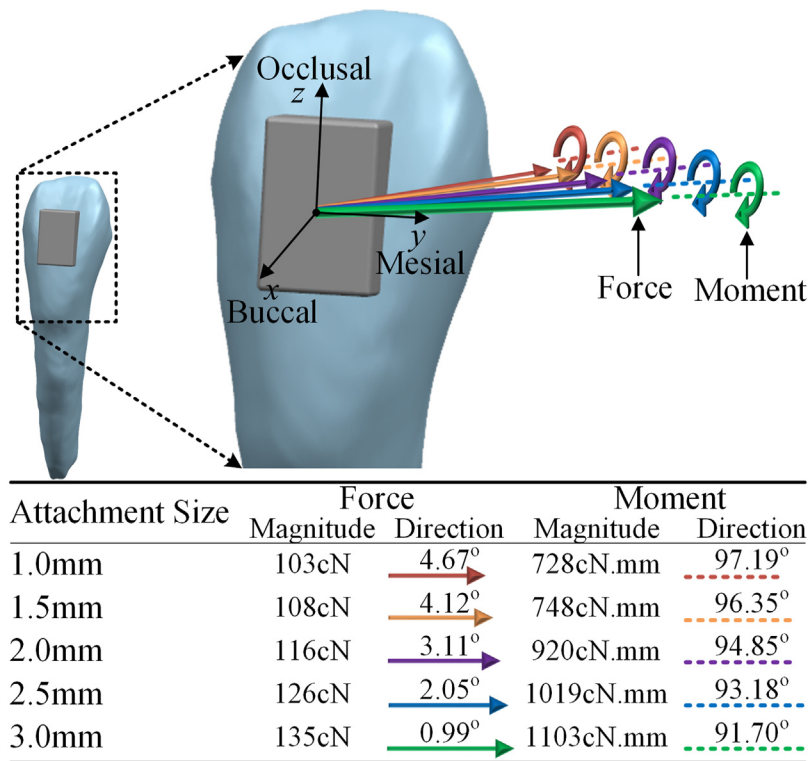 Occlusal
z
y
Mesial
x
Buccal
Force Moment
Force Moment
Attachment Size
Magnitude Direction Magnitude Direction
1.0mm 103cN 4.67° 728cN.mm 97.19°
1.5mm 108cN 4.12° 748cN.mm 96.35°
2.0mm 116cN 3.11° 920cN.mm 94.85°
2.5mm 126cN 2.05° 1019cN.mm 93.18°
3.0mm 135cN 0.99° 1103cN.mm 91.70°